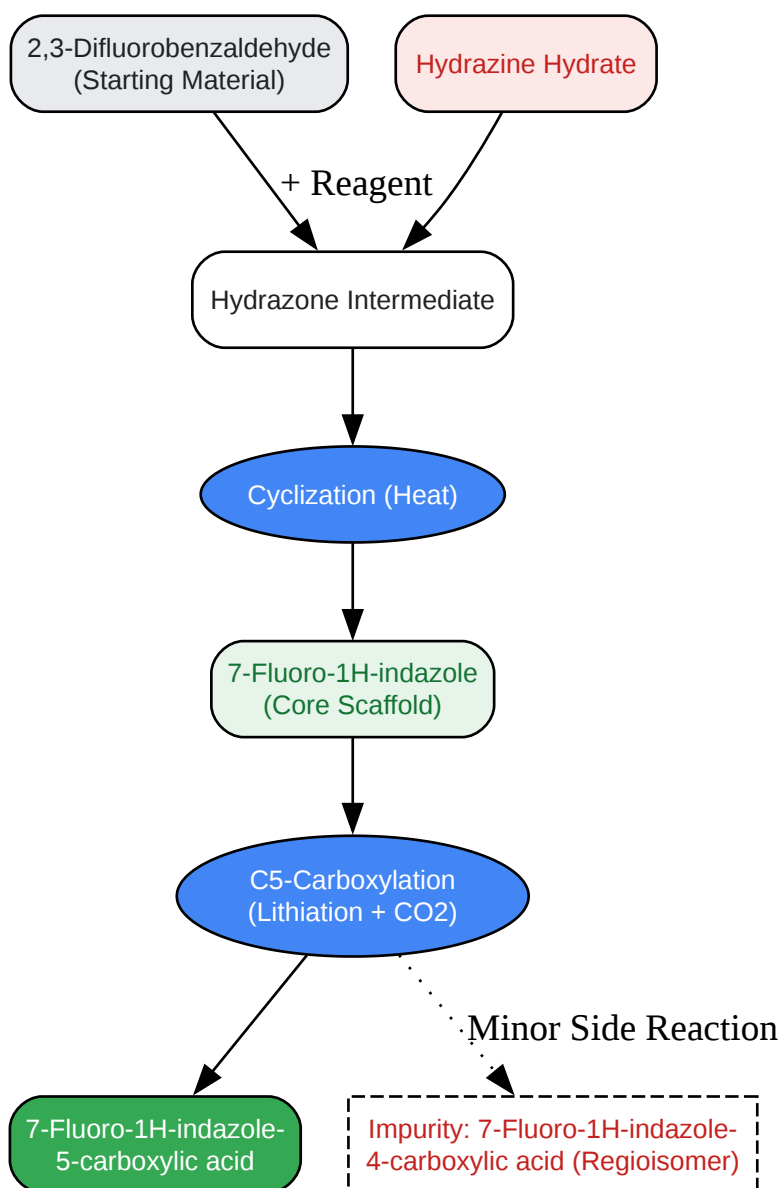 2,3-Difluorobenzaldehyde
(Starting Material)
Hydrazine Hydrate
+ Reagent
Hydrazone Intermediate
Cyclization (Heat)
7-Fluoro-1H-indazole
(Core Scaffold)
C5-Carboxylation
(Lithiation + CO2)
Minor Side Reaction
7-Fluoro-1H-indazole-
5-carboxylic acid
Impurity: 7-Fluoro-1H-indazole-
4-carboxylic acid (Regioisomer)